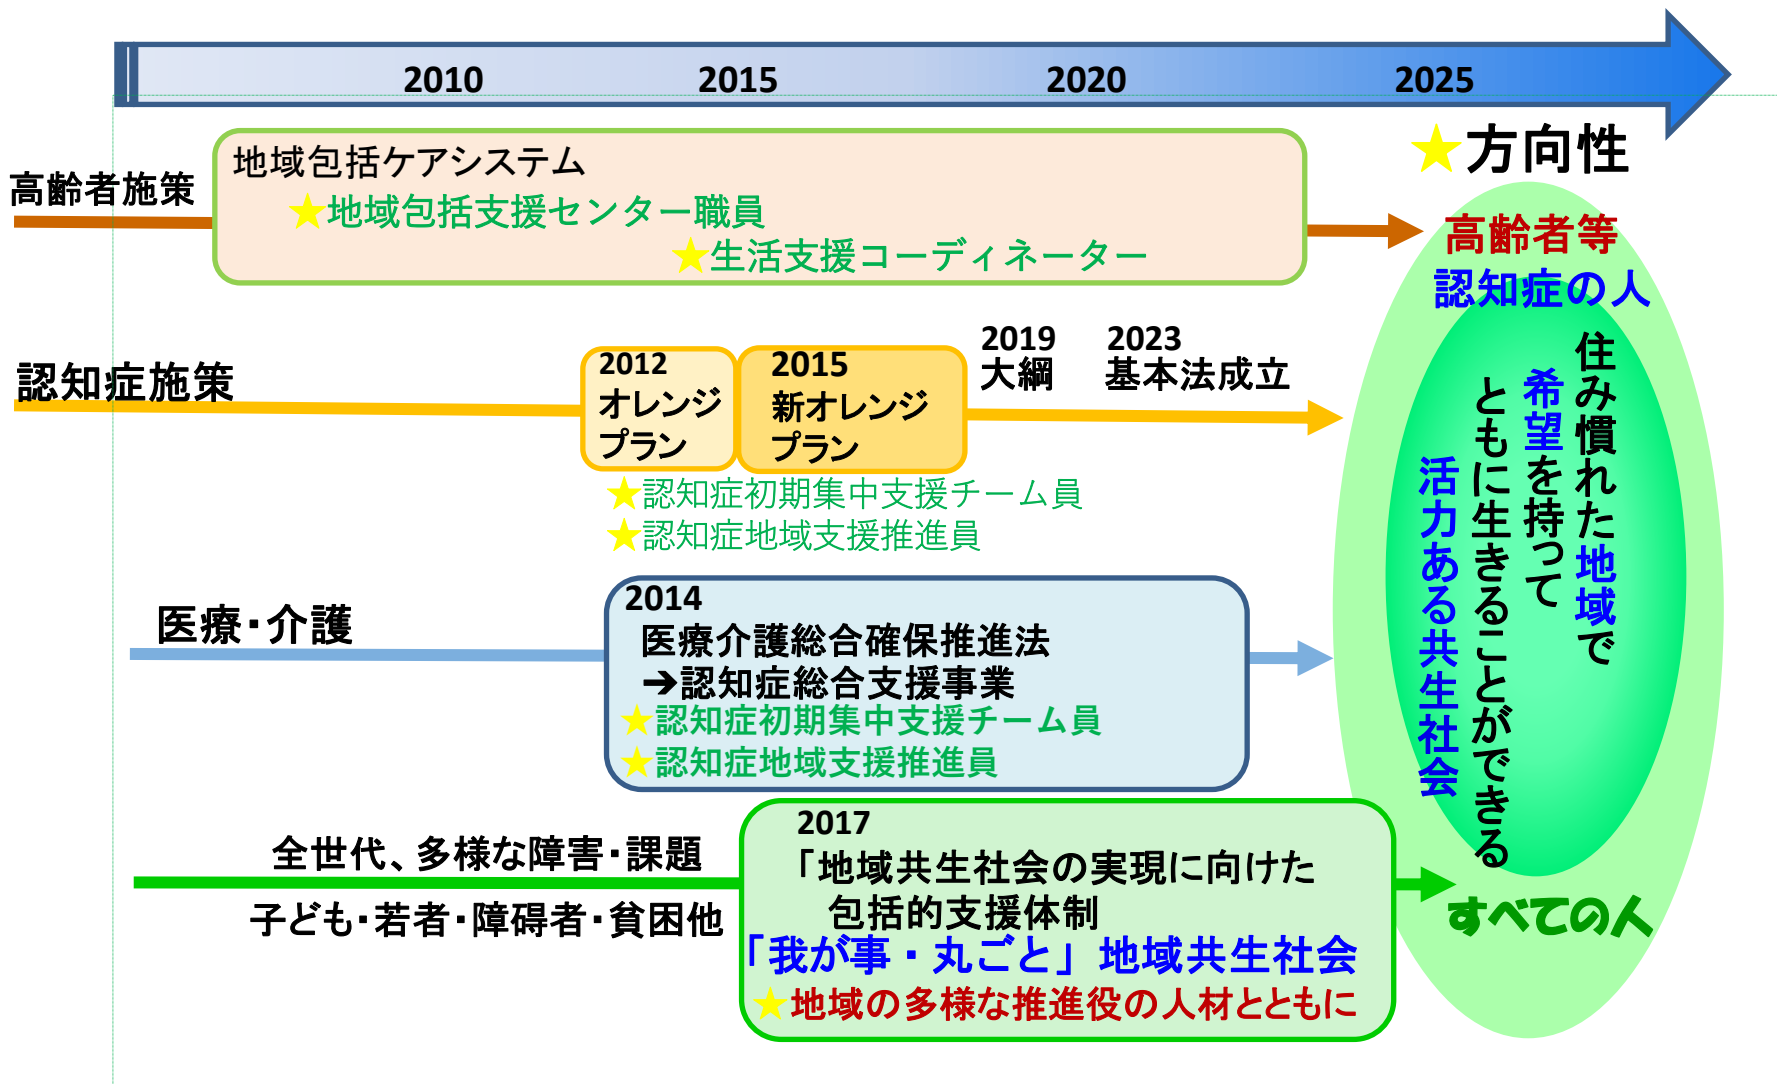 2010 2015 2020 2025
★方向性
高齢者施策
地域包括ケアシステム
★地域包括支援センター職員
★生活支援コーディネーター
認知症施策
2012
オレンジ
プラン
2015
新オレンジ
プラン
2019
大綱
2023
基本法成立
★認知症初期集中支援チーム員
★認知症地域支援推進員
医療・介護
2014
医療介護総合確保推進法
➔認知症総合支援事業
★認知症初期集中支援チーム員
★認知症地域支援推進員
全世代、多様な障害・課題
子ども・若者・障碍者・貧困他
2017
「地域共生社会の実現に向けた
包括的支援体制
「我が事・丸ごと」地域共生社会
★地域の多様な推進役の人材とともに
高齢者等
認知症の人
住み慣れた地域で
希望を持って
ともに生きることができる
活力ある共生社会
すべての人